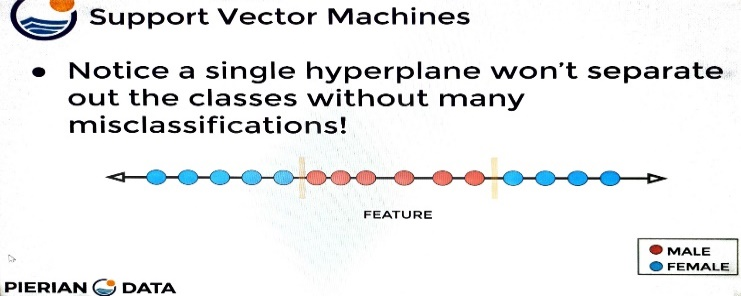 Support Vector Machines
• Notice a single hyperplane won't separate
out the classes without many
misclassifications!
FEATURE
MALE
FEMALE
PIERIAN DATA